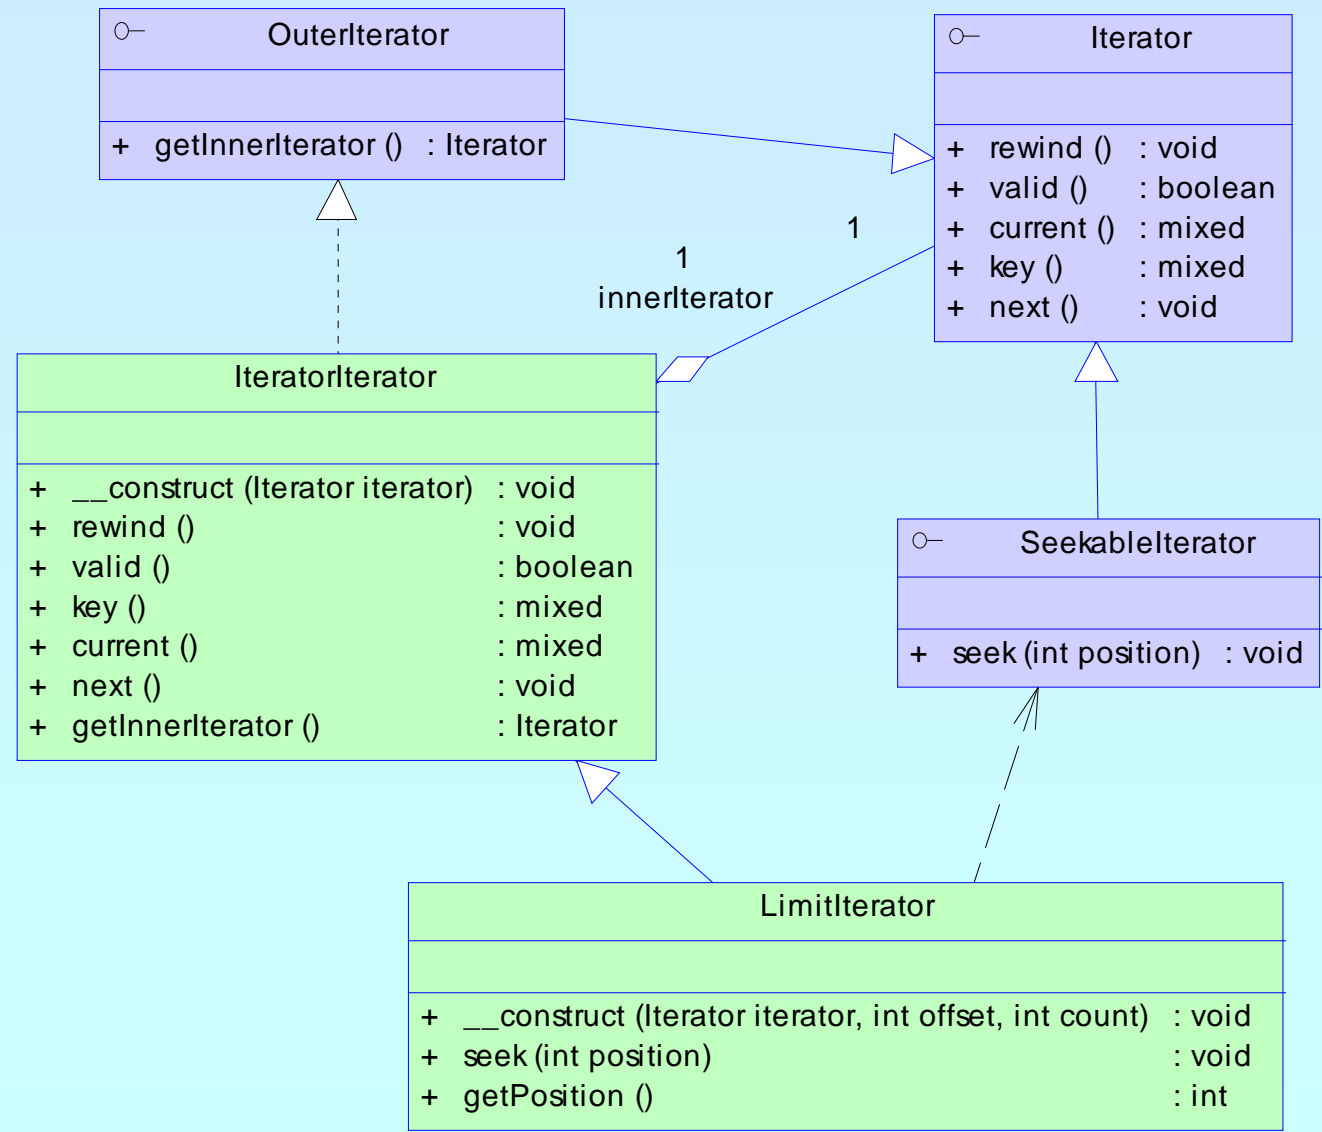 OuterIterator
+ getInnerIterator () : Iterator
Iterator
+ rewind () : void
+ valid () : boolean
+ current () : mixed
+ key () : mixed
+ next () : void
1
1
innerIterator
IteratorIterator
+ __construct (Iterator iterator) : void
+ rewind () : void
+ valid () : boolean
+ key () : mixed
+ current () : mixed
+ next () : void
+ getInnerIterator () : Iterator
SeekableIterator
+ seek (int position) : void
LimitIterator
+ __construct (Iterator iterator, int offset, int count) : void
+ seek (int position) : void
+ getPosition () : int